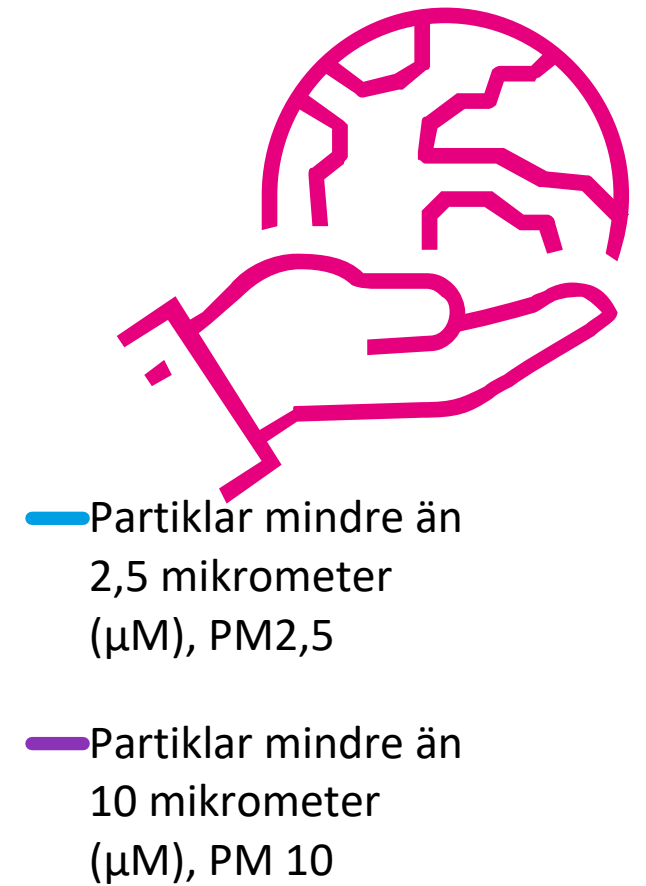 Partiklar mindre än
2,5 mikrometer
(µM), PM2,5
Partiklar mindre än
10 mikrometer
(µM), PM 10